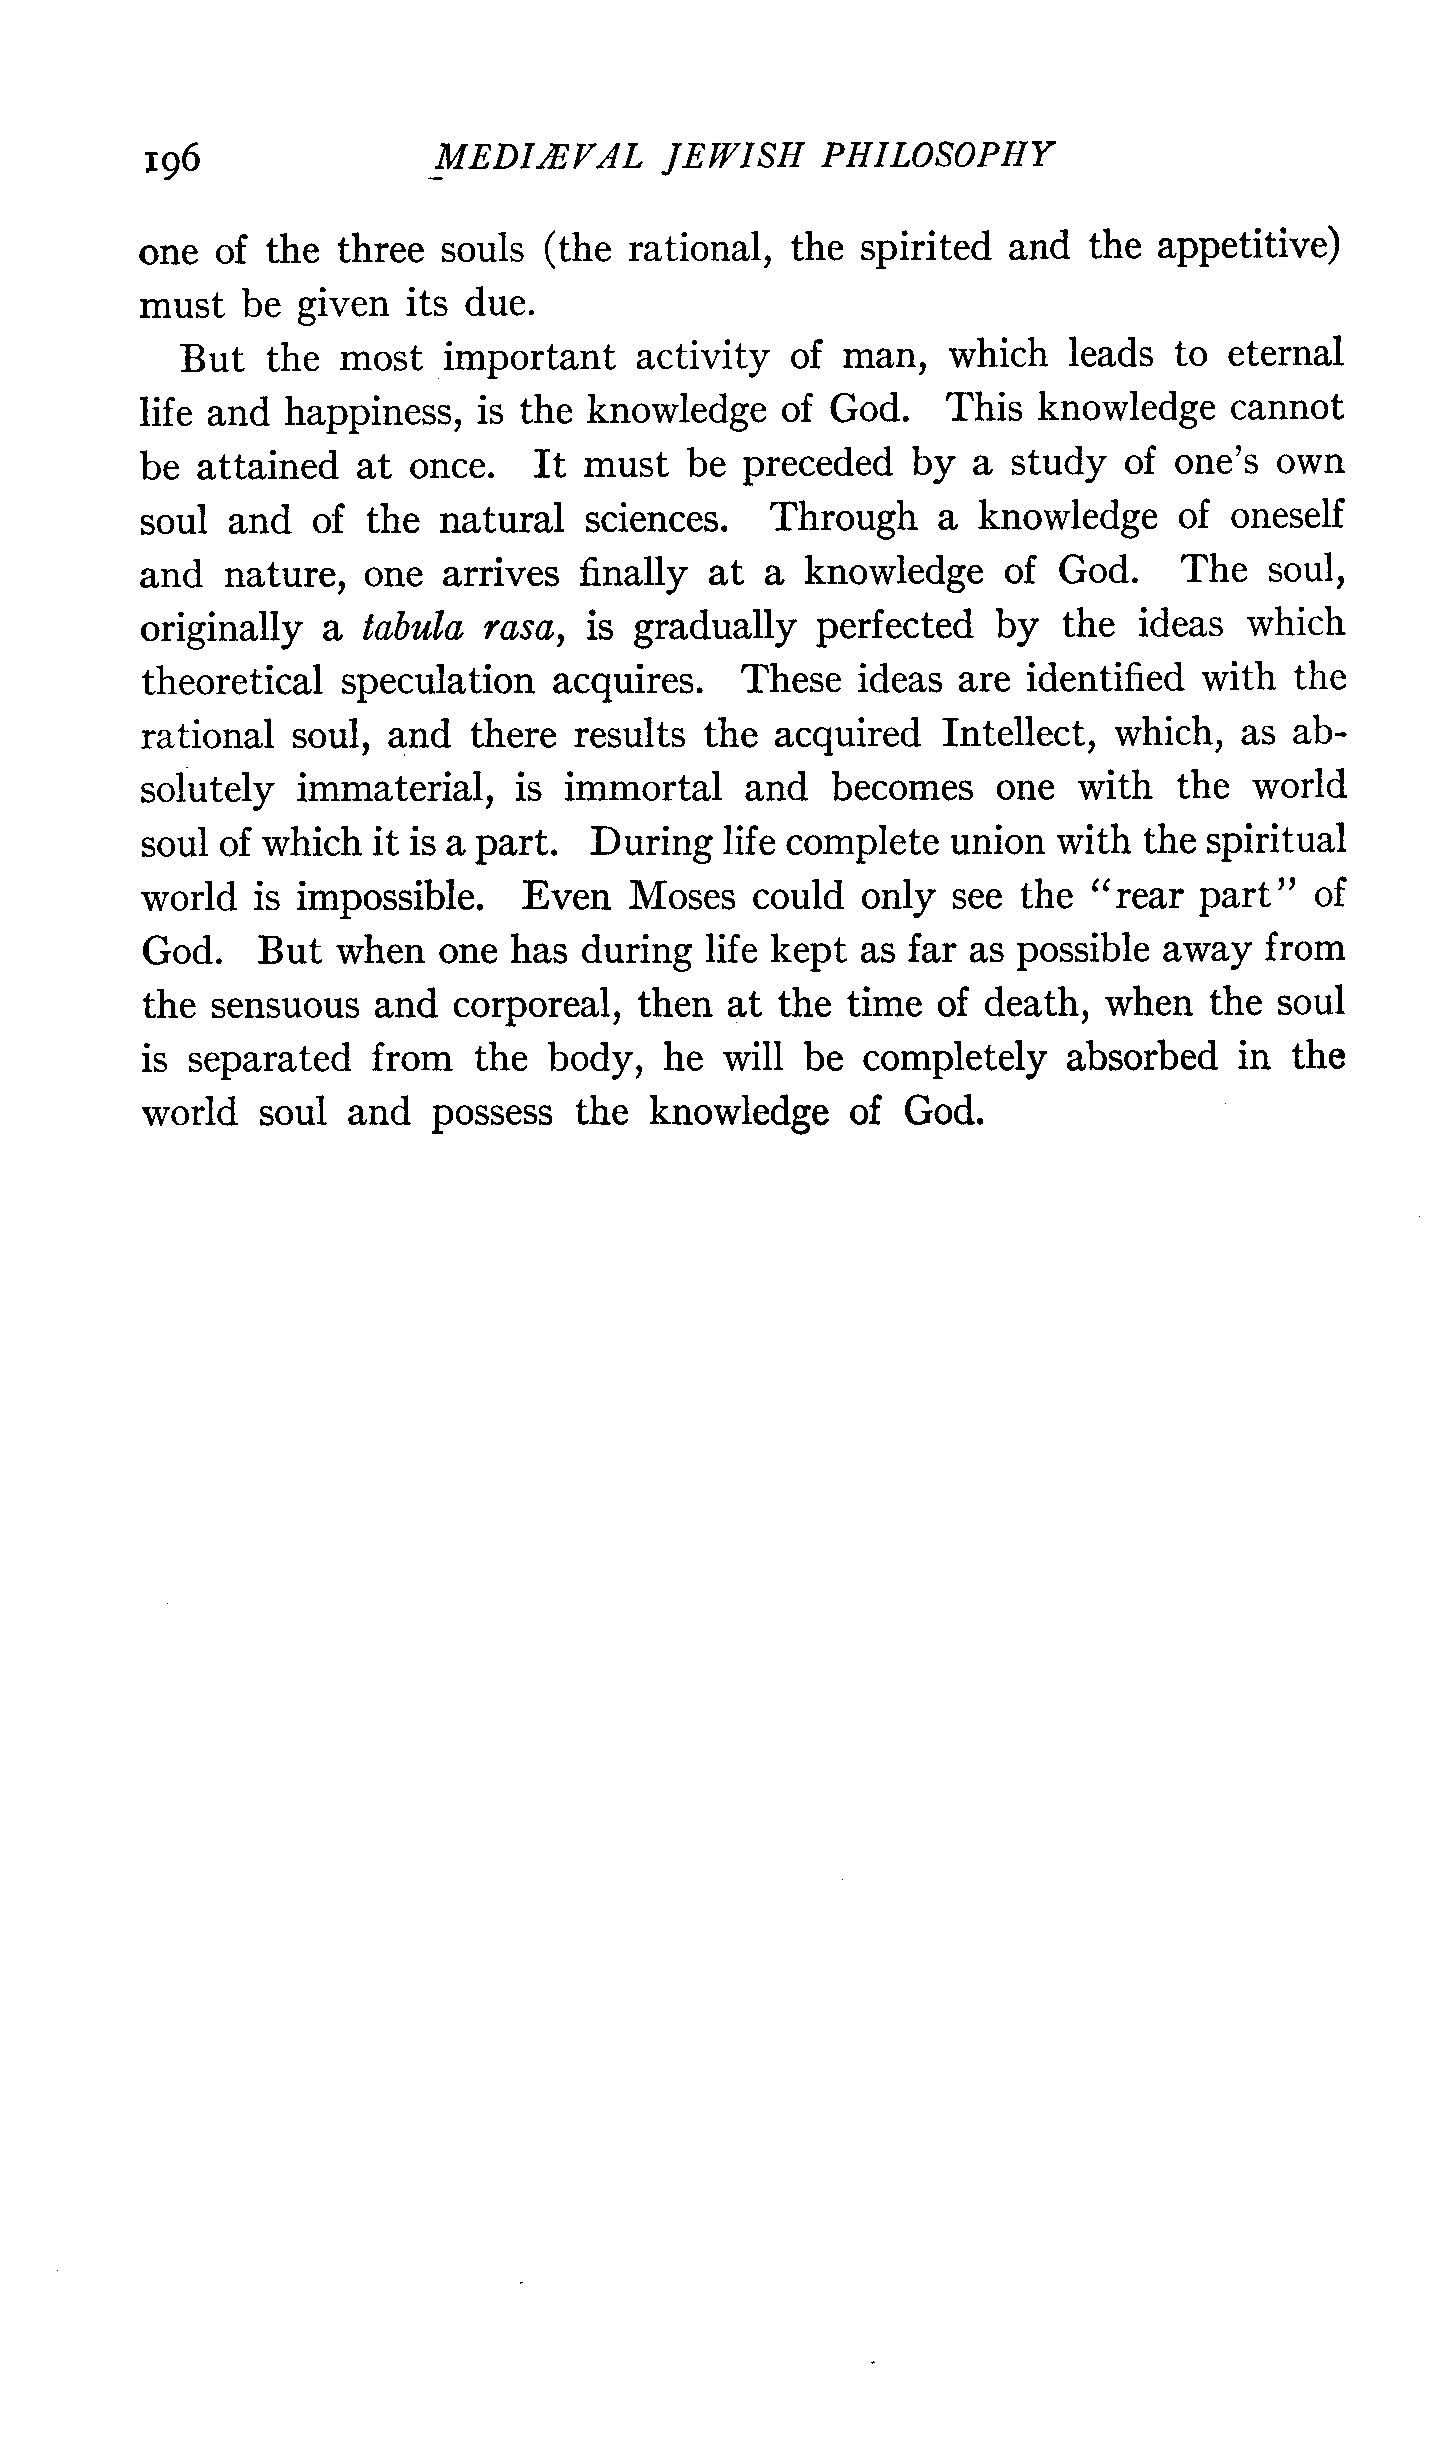 196 MEDIÆVAL JEWISH PHILOSOPHY
one of the three souls (the rational, the spirited and the appetitive)
must be given its due.
But the most important activity of man, which leads to eternal
life and happiness, is the knowledge of God. This knowledge cannot
be attained at once. It must be preceded by a study of one's own
soul and of the natural sciences. Through a knowledge of oneself
and nature, one arrives finally at a knowledge of God. The soul,
originally a tabula rasa, is gradually perfected by the ideas which
theoretical speculation acquires. These ideas are identified with the
rational soul, and there results the acquired Intellect, which, as ab-
solutely immaterial, is immortal and becomes one with the world
soul of which it is a part. During life complete union with the spiritual
world is impossible. Even Moses could only see the "rear part" of
God. But when one has during life kept as far as possible away from
the sensuous and corporeal, then at the time of death, when the soul
is separated from the body, he will be completely absorbed in the
world soul and possess the knowledge of God.